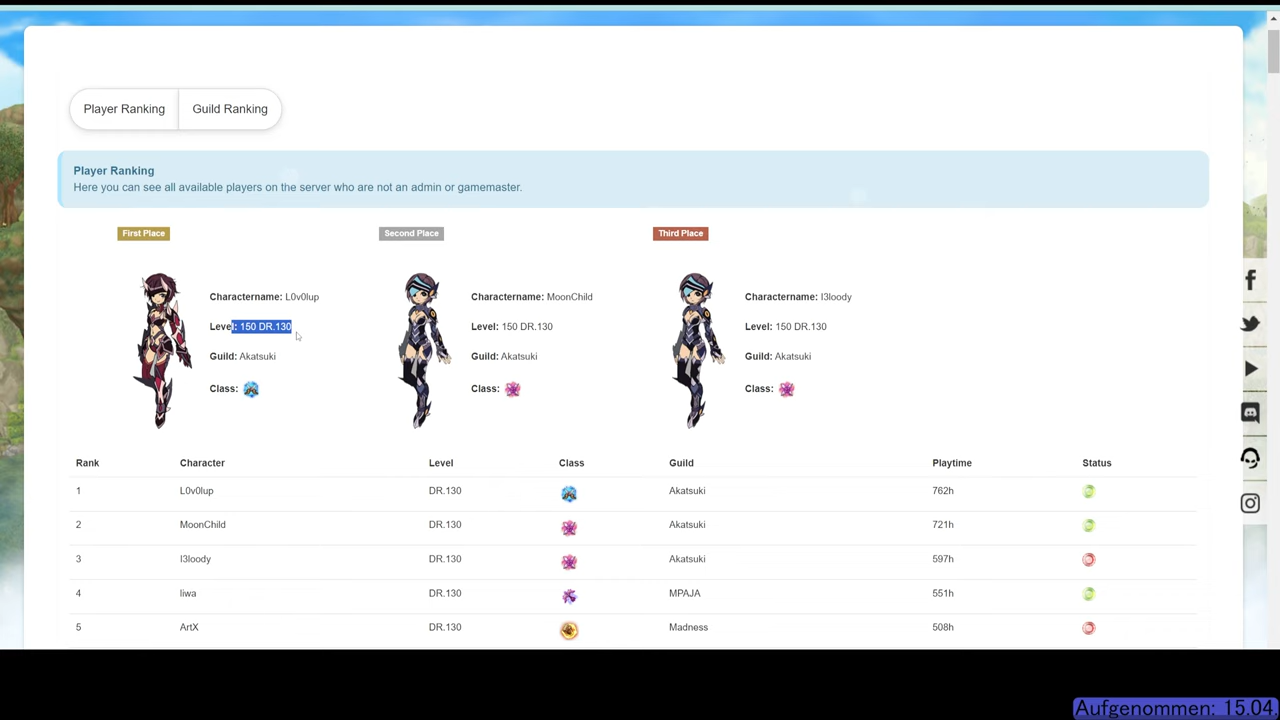 Player Ranking
Guild Ranking
Player Ranking
Here you can see all available players on the server who are not an admin or gamemaster.
First Place
Second Place
Third Place
Charactername: L0v0lup
Charactername: MoonChild
Charactername: I3loody
Level: 150 DR.130
Level: 150 DR.130
Level: 150 DR.130
Guild: Akatsuki
Guild: Akatsuki
Guild: Akatsuki
Class:
Class:
Class:
Rank Character Level Class Guild Playtime Status
1 L0v0lup DR.130 Akatsuki 762h
2 MoonChild DR.130 Akatsuki 721h
3 I3loody DR.130 Akatsuki 597h
4 liwa DR.130 MPAJA 551h
5 ArtX DR.130 Madness 508h
Aufgenommen: 15.04.